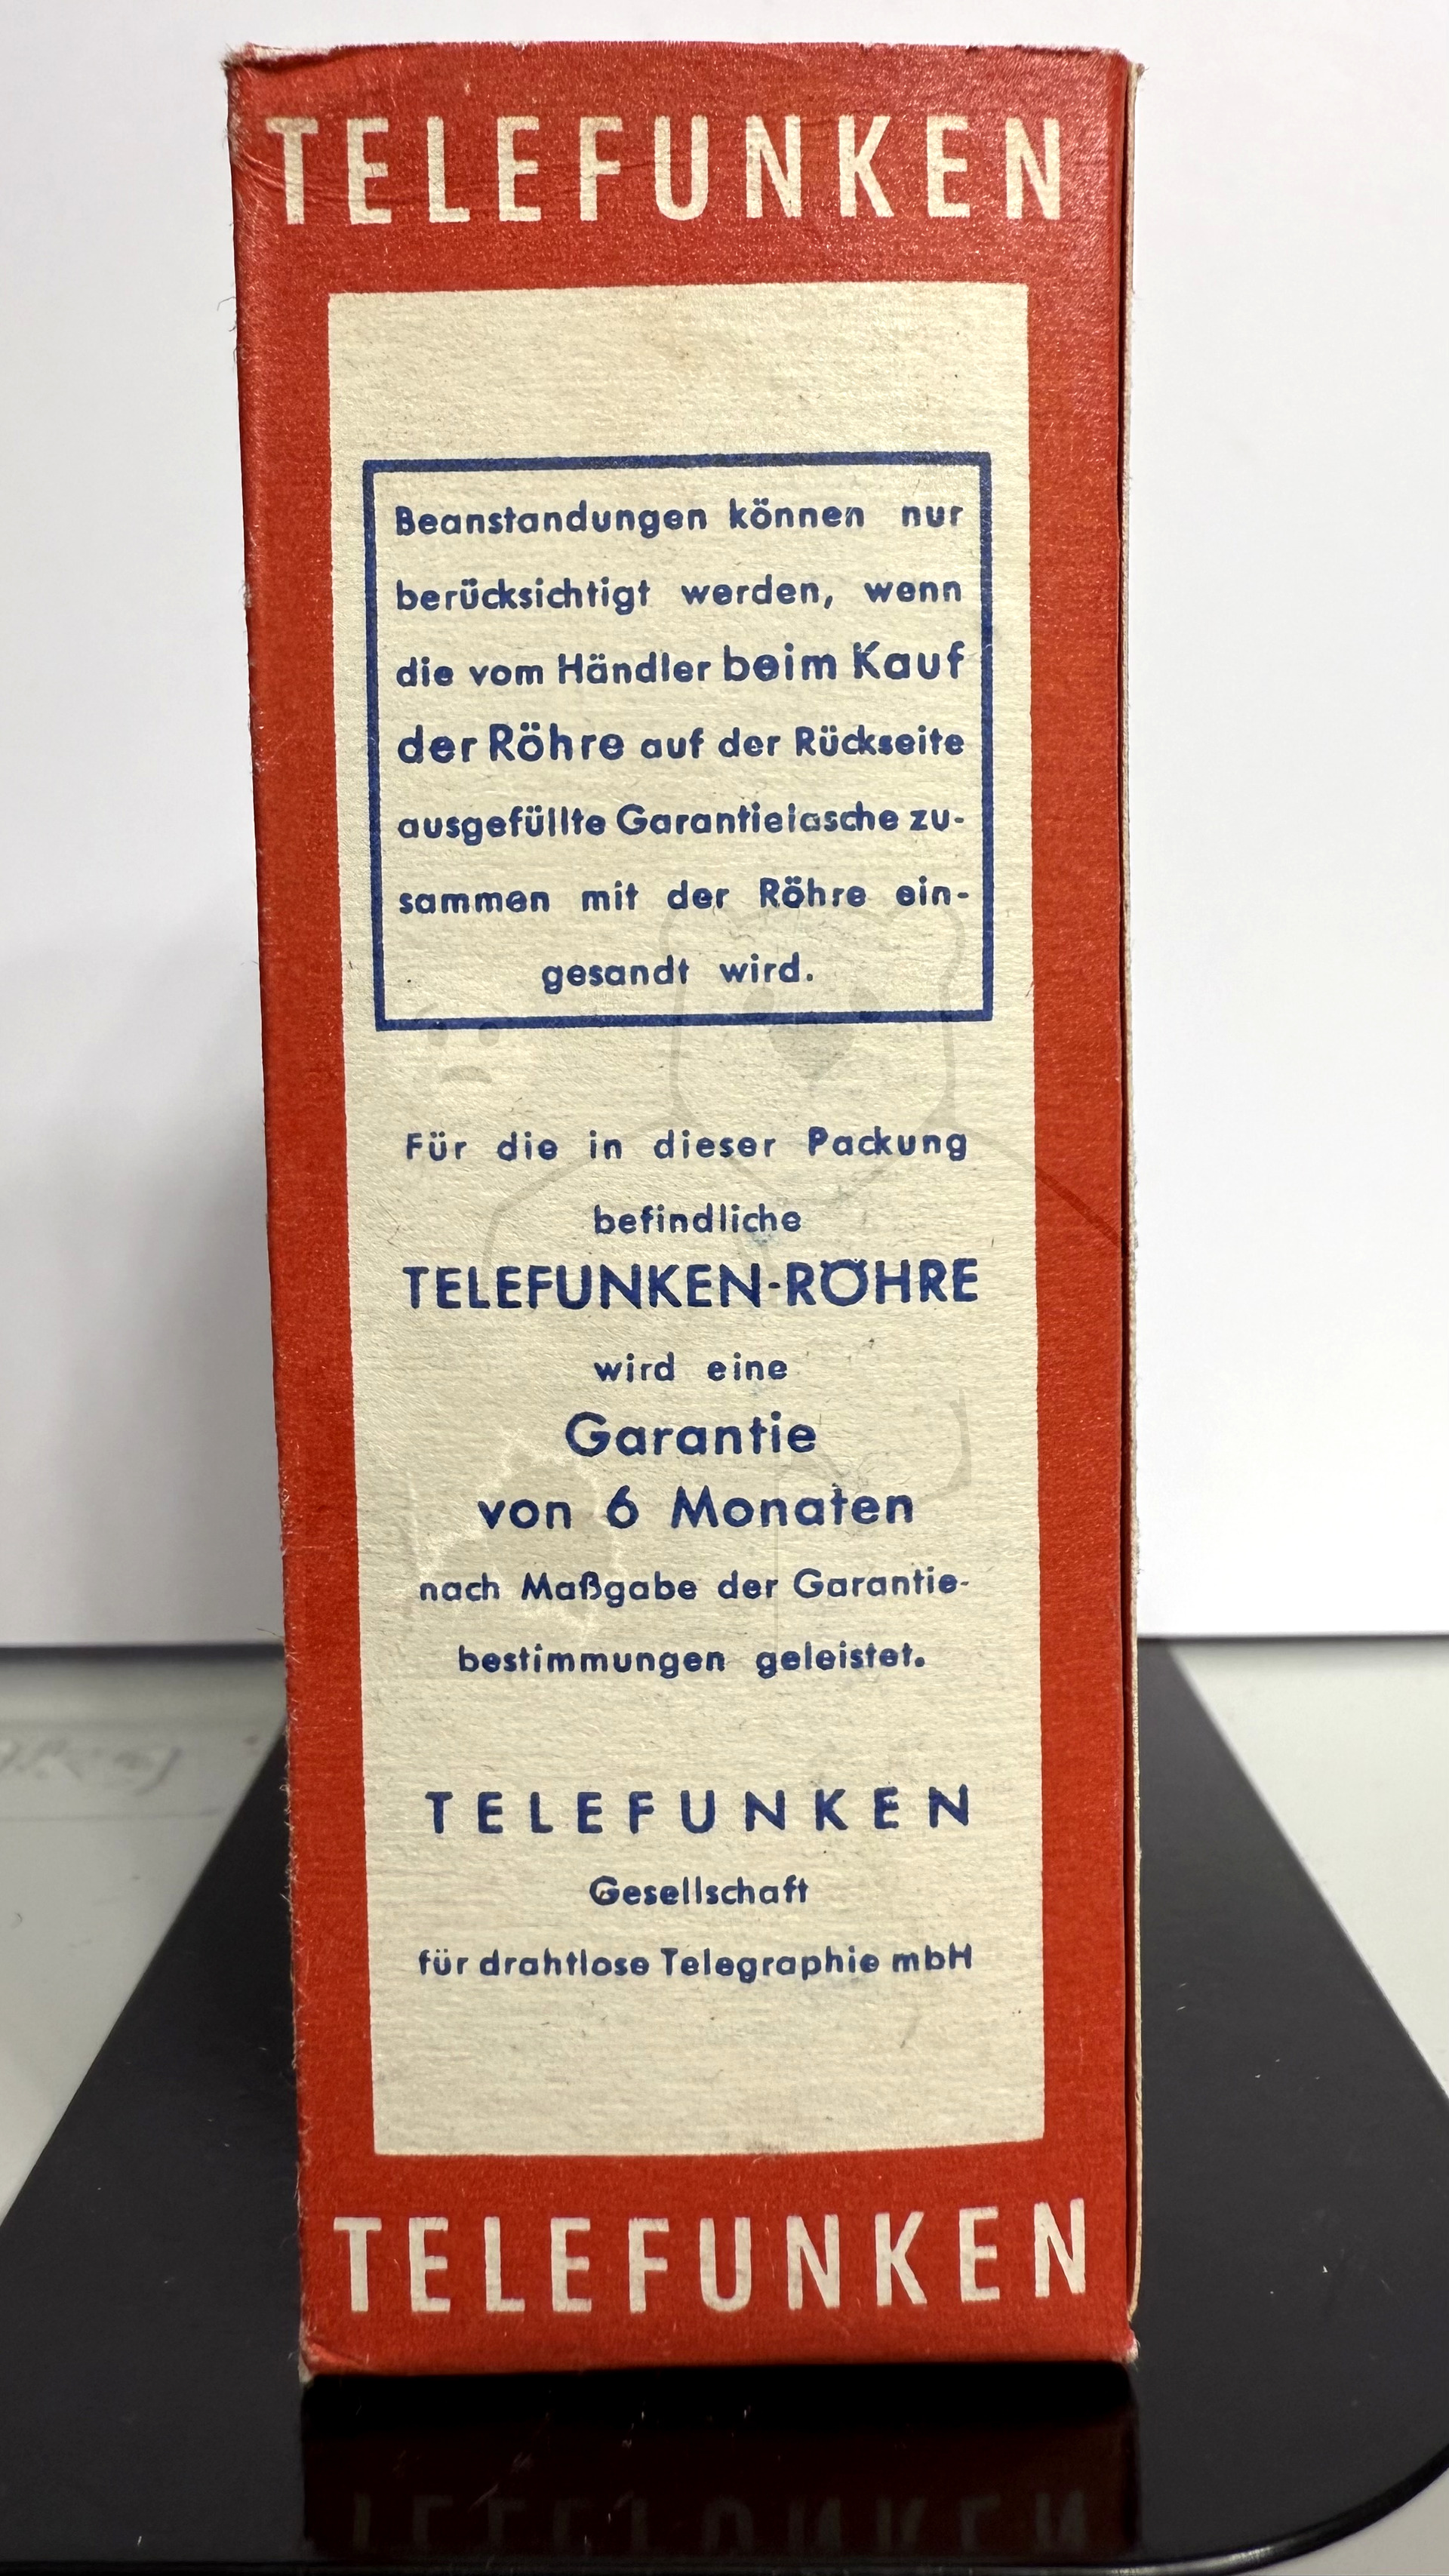 TELEFUNKEN
Beanstandungen können nur
berücksichtigt werden, wenn
die vom Händler beim Kauf
der Röhre auf der Rückseite
ausgefüllte Garantielasche zu-
sammen mit der Röhre ein-
gesandt wird.
Für die in dieser Packung
befindliche
TELEFUNKEN-RÖHRE
wird eine
Garantie
von 6 Monaten
nach Maßgabe der Garantie-
bestimmungen geleistet.
TELEFUNKEN
Gesellschaft
für drahtlose Telegraphie mbH
TELEFUNKEN